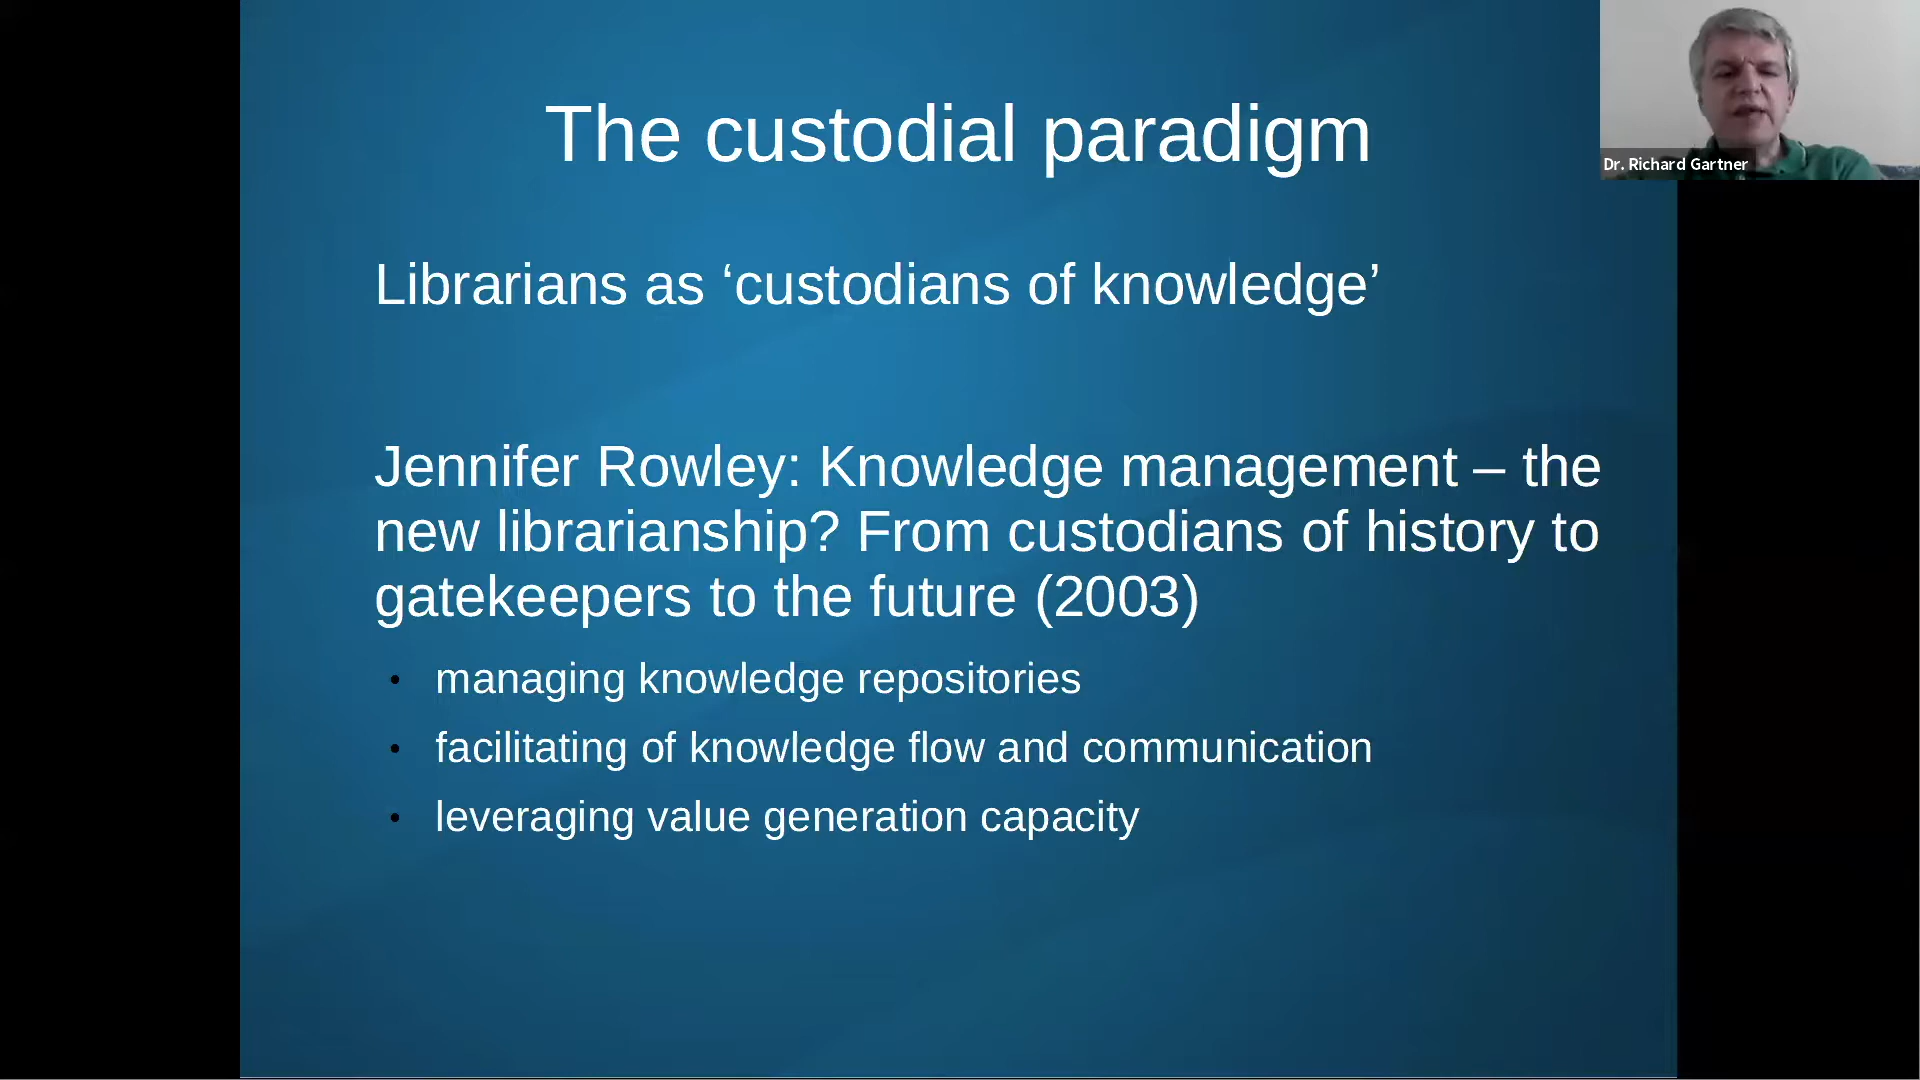 The custodial paradigm
Dr. Richard Gartner
Librarians as ‘custodians of knowledge’
Jennifer Rowley: Knowledge management – the
new librarianship? From custodians of history to
gatekeepers to the future (2003)
• managing knowledge repositories
• facilitating of knowledge flow and communication
• leveraging value generation capacity